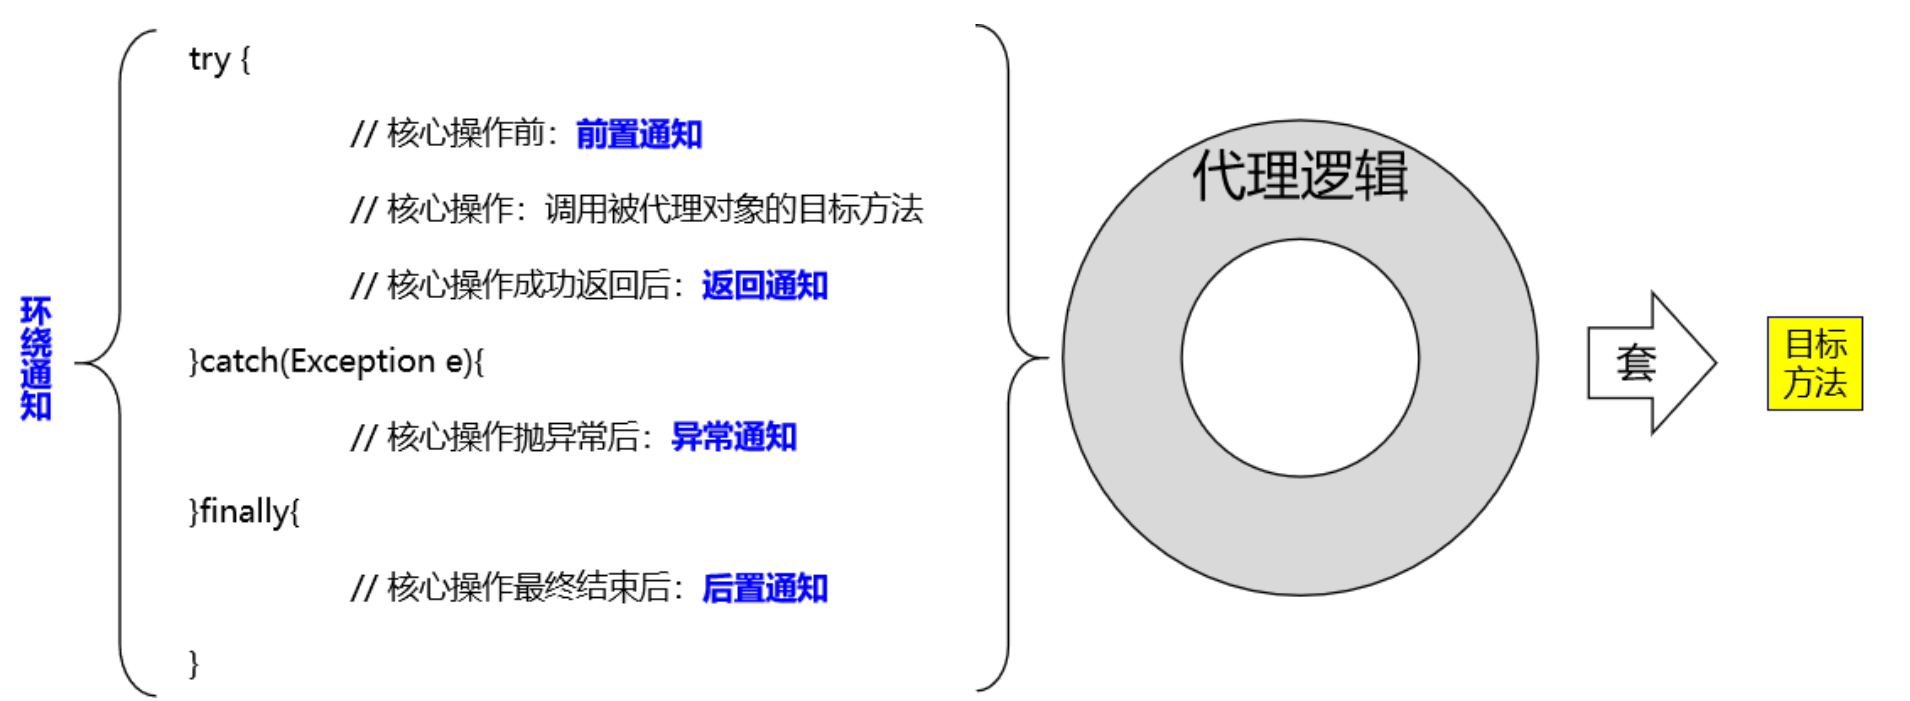 环绕通知
try {
// 核心操作前：前置通知
// 核心操作：调用被代理对象的目标方法
// 核心操作成功返回后：返回通知
}catch(Exception e){
// 核心操作抛异常后：异常通知
}finally{
// 核心操作最终结束后：后置通知
}
代理逻辑
套
目标
方法